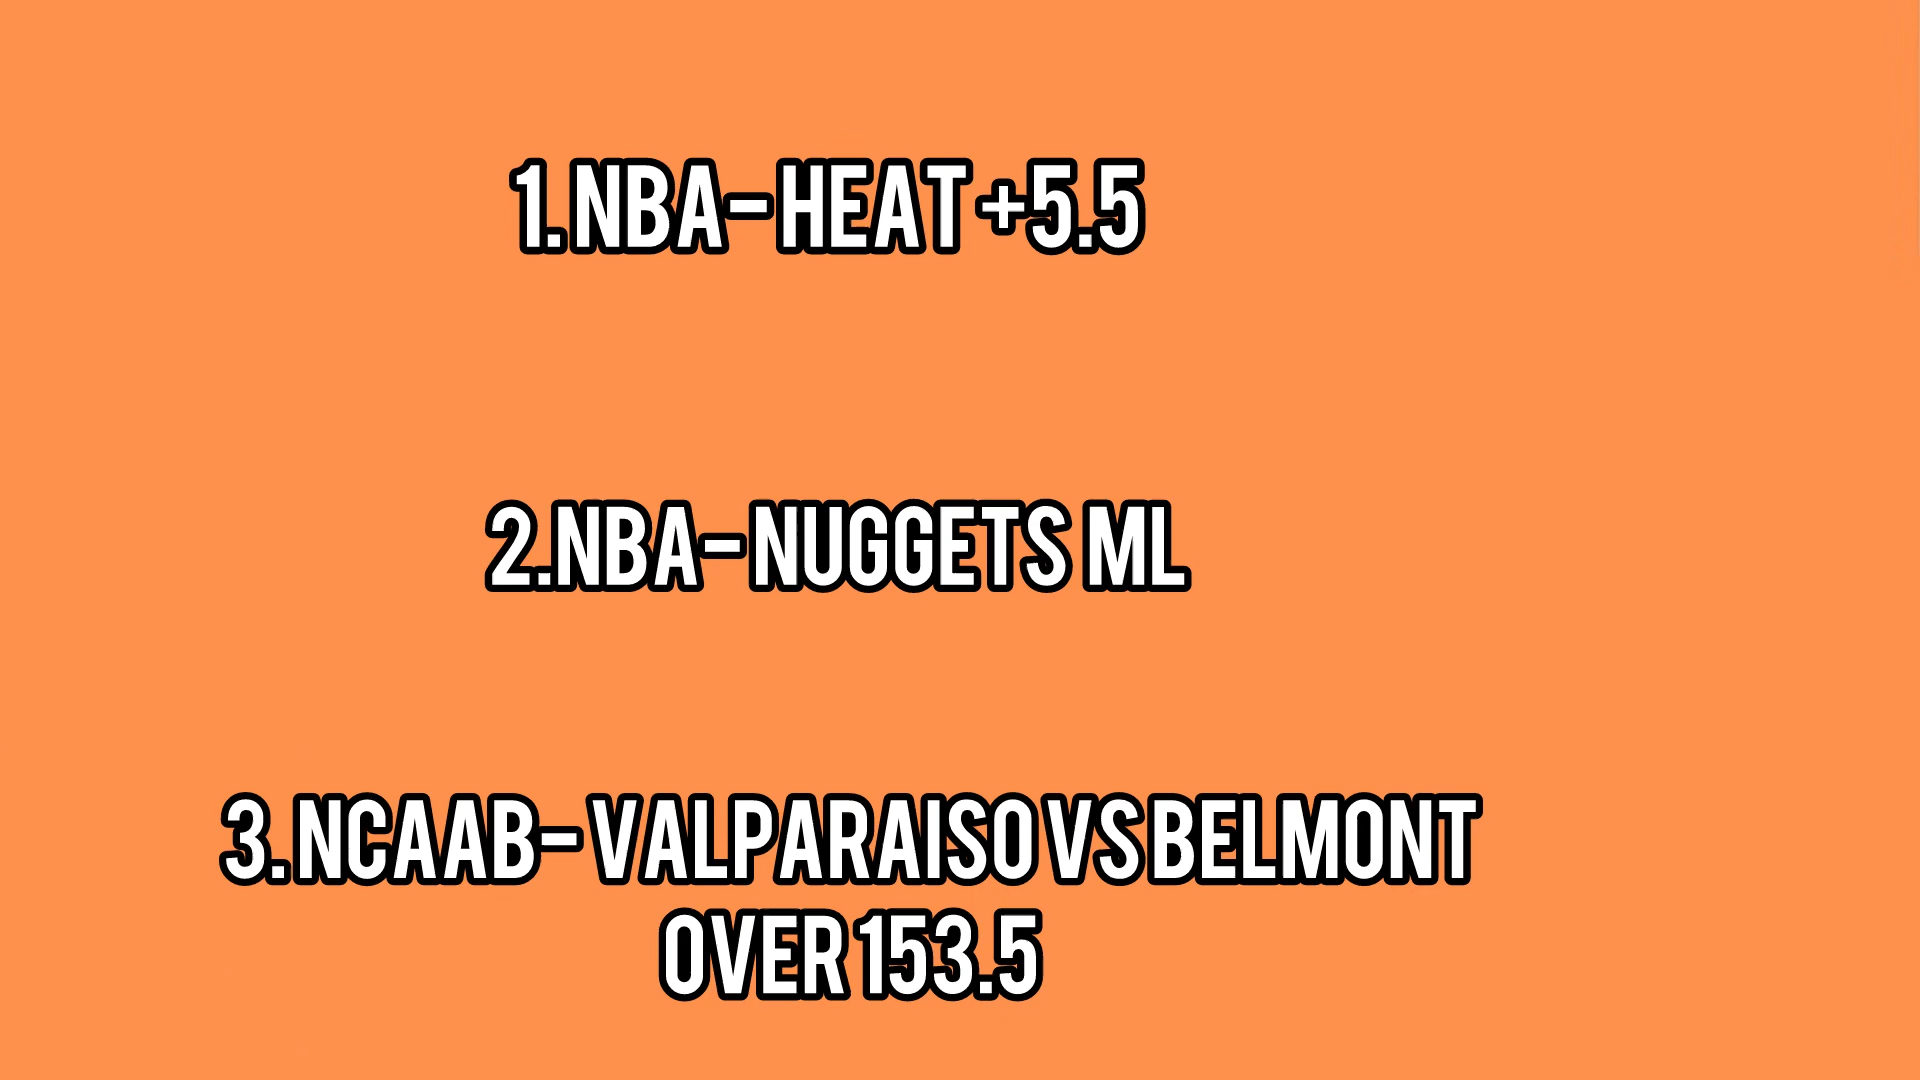 1. NBA- HEAT +5.5
2.NBA- NUGGETS ML
3. NCAAB- VALPARAISO VS BELMONT
OVER 153.5